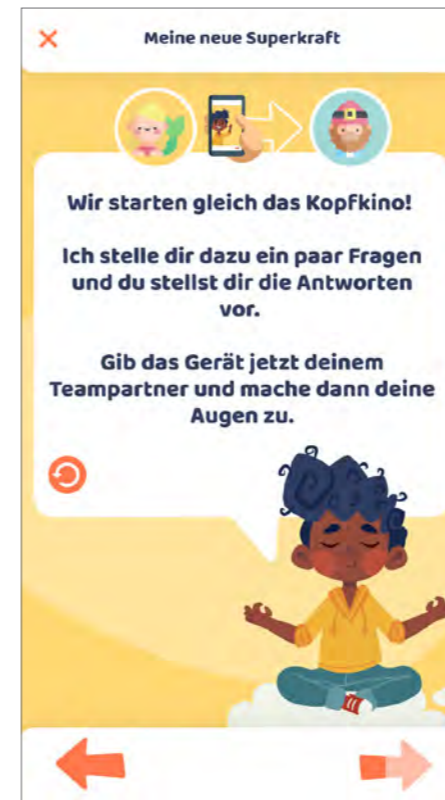 Meine neue Superkraft
Wir starten gleich das Kopfkino!
Ich stelle dir dazu ein paar Fragen
und du stellst dir die Antworten
vor.
Gib das Gerät jetzt deinem
Teampartner und mache dann deine
Augen zu.